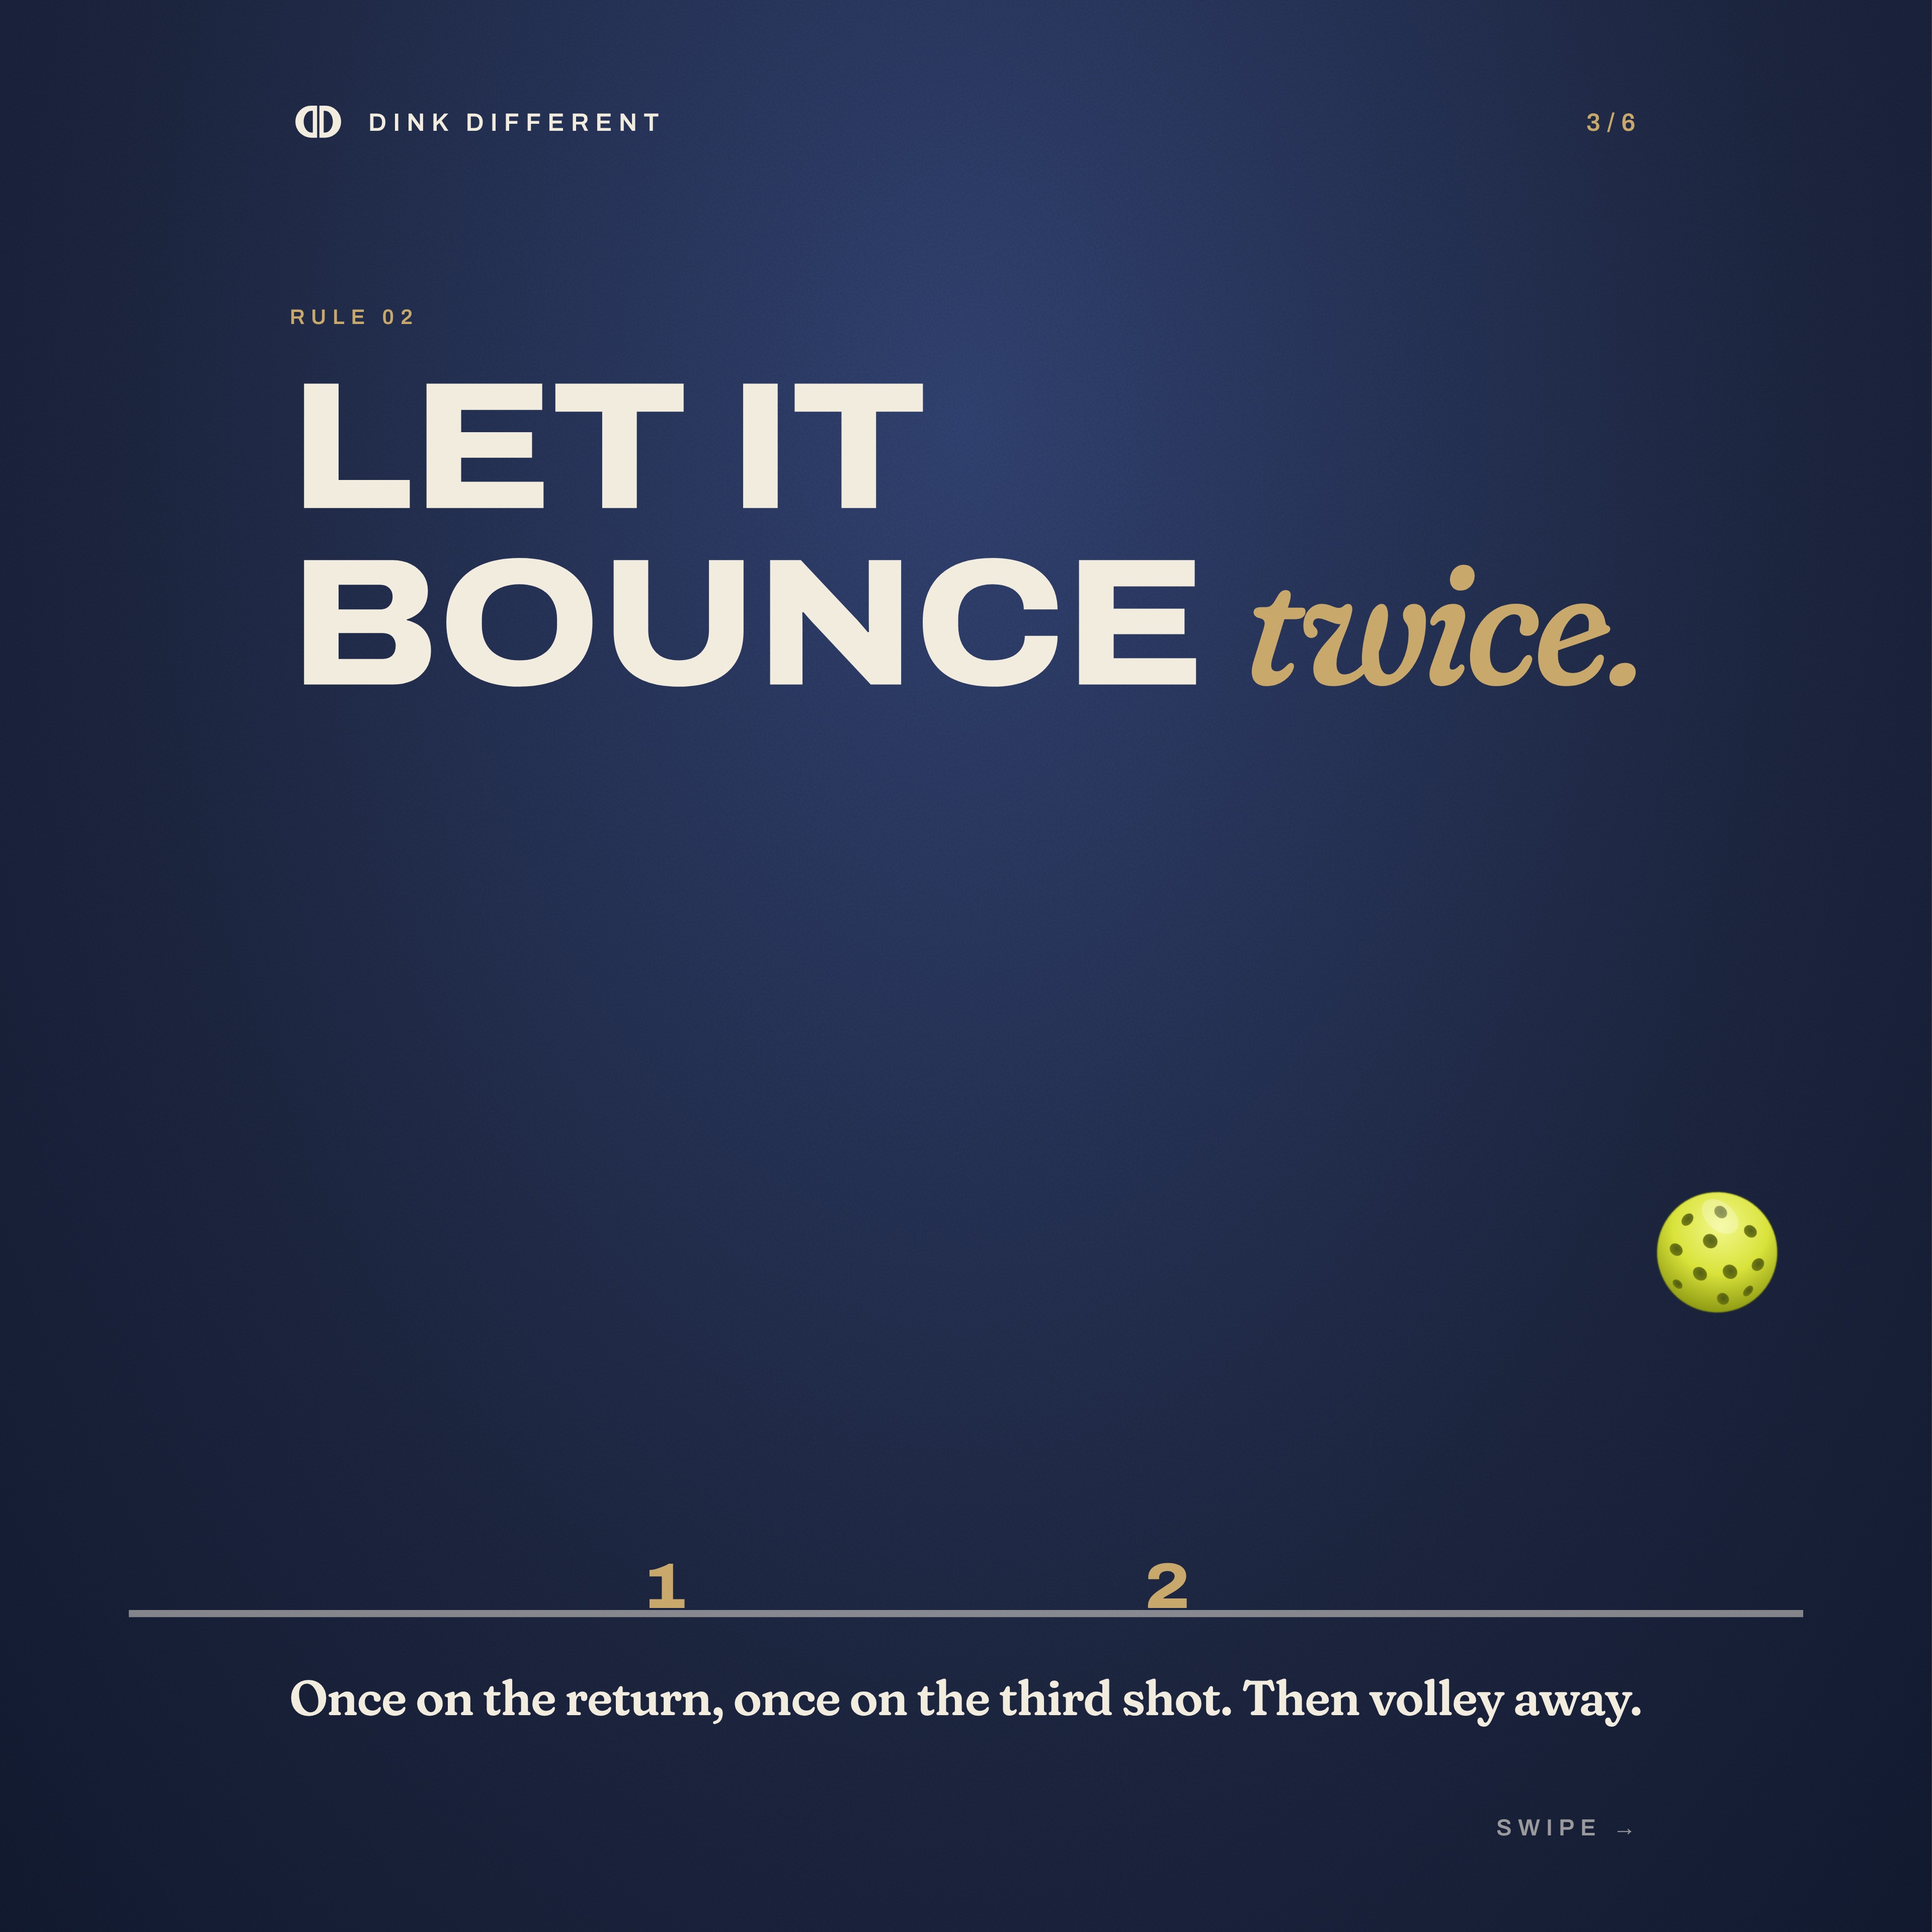 DINK DIFFERENT
3/6
RULE 02
LET IT
BOUNCE twice.
1 2
Once on the return, once on the third shot. Then volley away.
SWIPE →